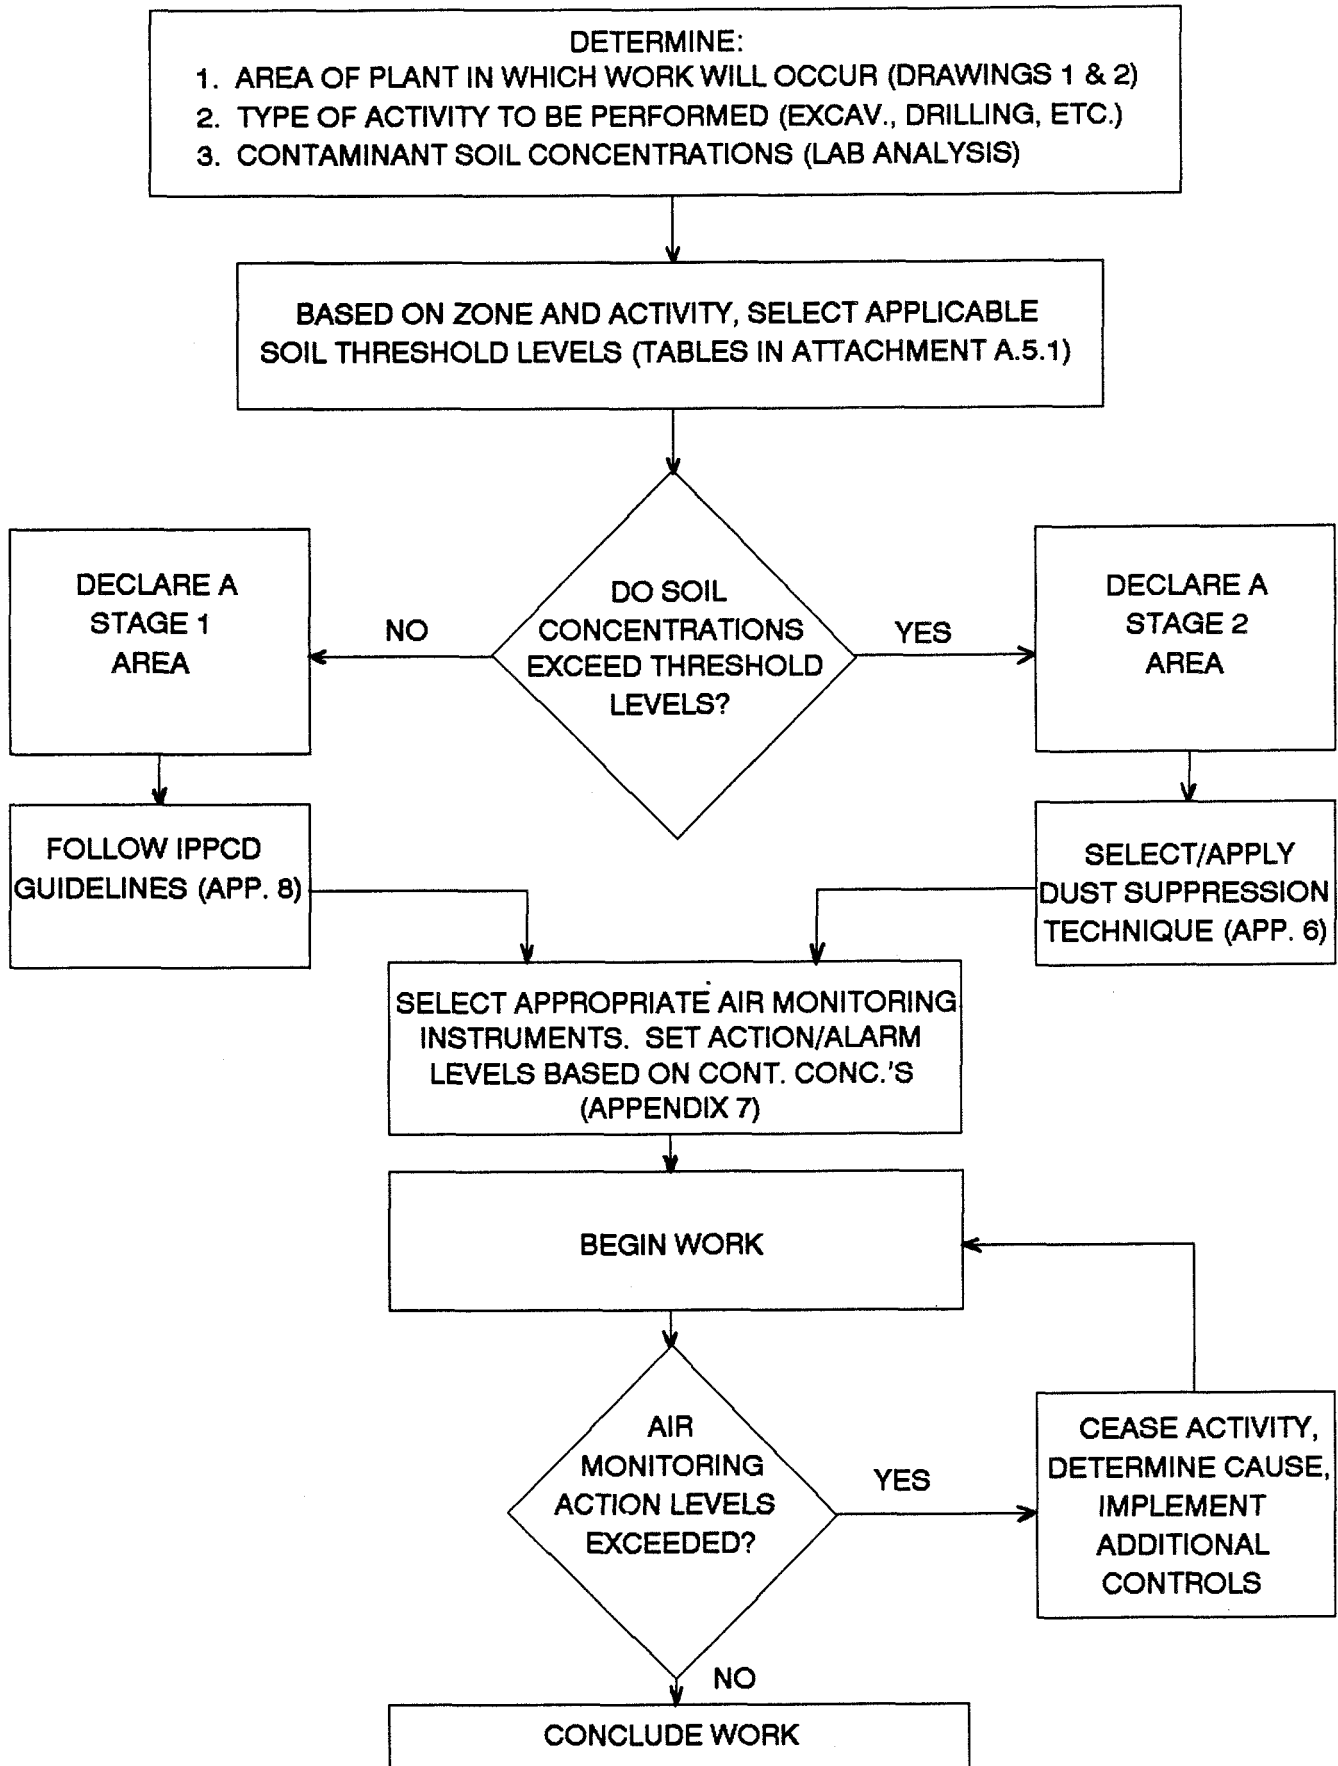 DETERMINE:
1. AREA OF PLANT IN WHICH WORK WILL OCCUR (DRAWINGS 1 & 2)
2. TYPE OF ACTIVITY TO BE PERFORMED (EXCAV., DRILLING, ETC.)
3. CONTAMINANT SOIL CONCENTRATIONS (LAB ANALYSIS)
BASED ON ZONE AND ACTIVITY, SELECT APPLICABLE
SOIL THRESHOLD LEVELS (TABLES IN ATTACHMENT A.5.1)
DO SOIL
CONCENTRATIONS
EXCEED THRESHOLD
LEVELS?
NO
DECLARE A
STAGE 1
AREA
YES
DECLARE A
STAGE 2
AREA
FOLLOW IPPCD
GUIDELINES (APP. 8)
SELECT/APPLY
DUST SUPPRESSION
TECHNIQUE (APP. 6)
SELECT APPROPRIATE AIR MONITORING
INSTRUMENTS. SET ACTION/ALARM
LEVELS BASED ON CONT. CONC.'S
(APPENDIX 7)
BEGIN WORK
AIR
MONITORING
ACTION LEVELS
EXCEEDED?
YES
CEASE ACTIVITY,
DETERMINE CAUSE,
IMPLEMENT
ADDITIONAL
CONTROLS
NO
CONCLUDE WORK